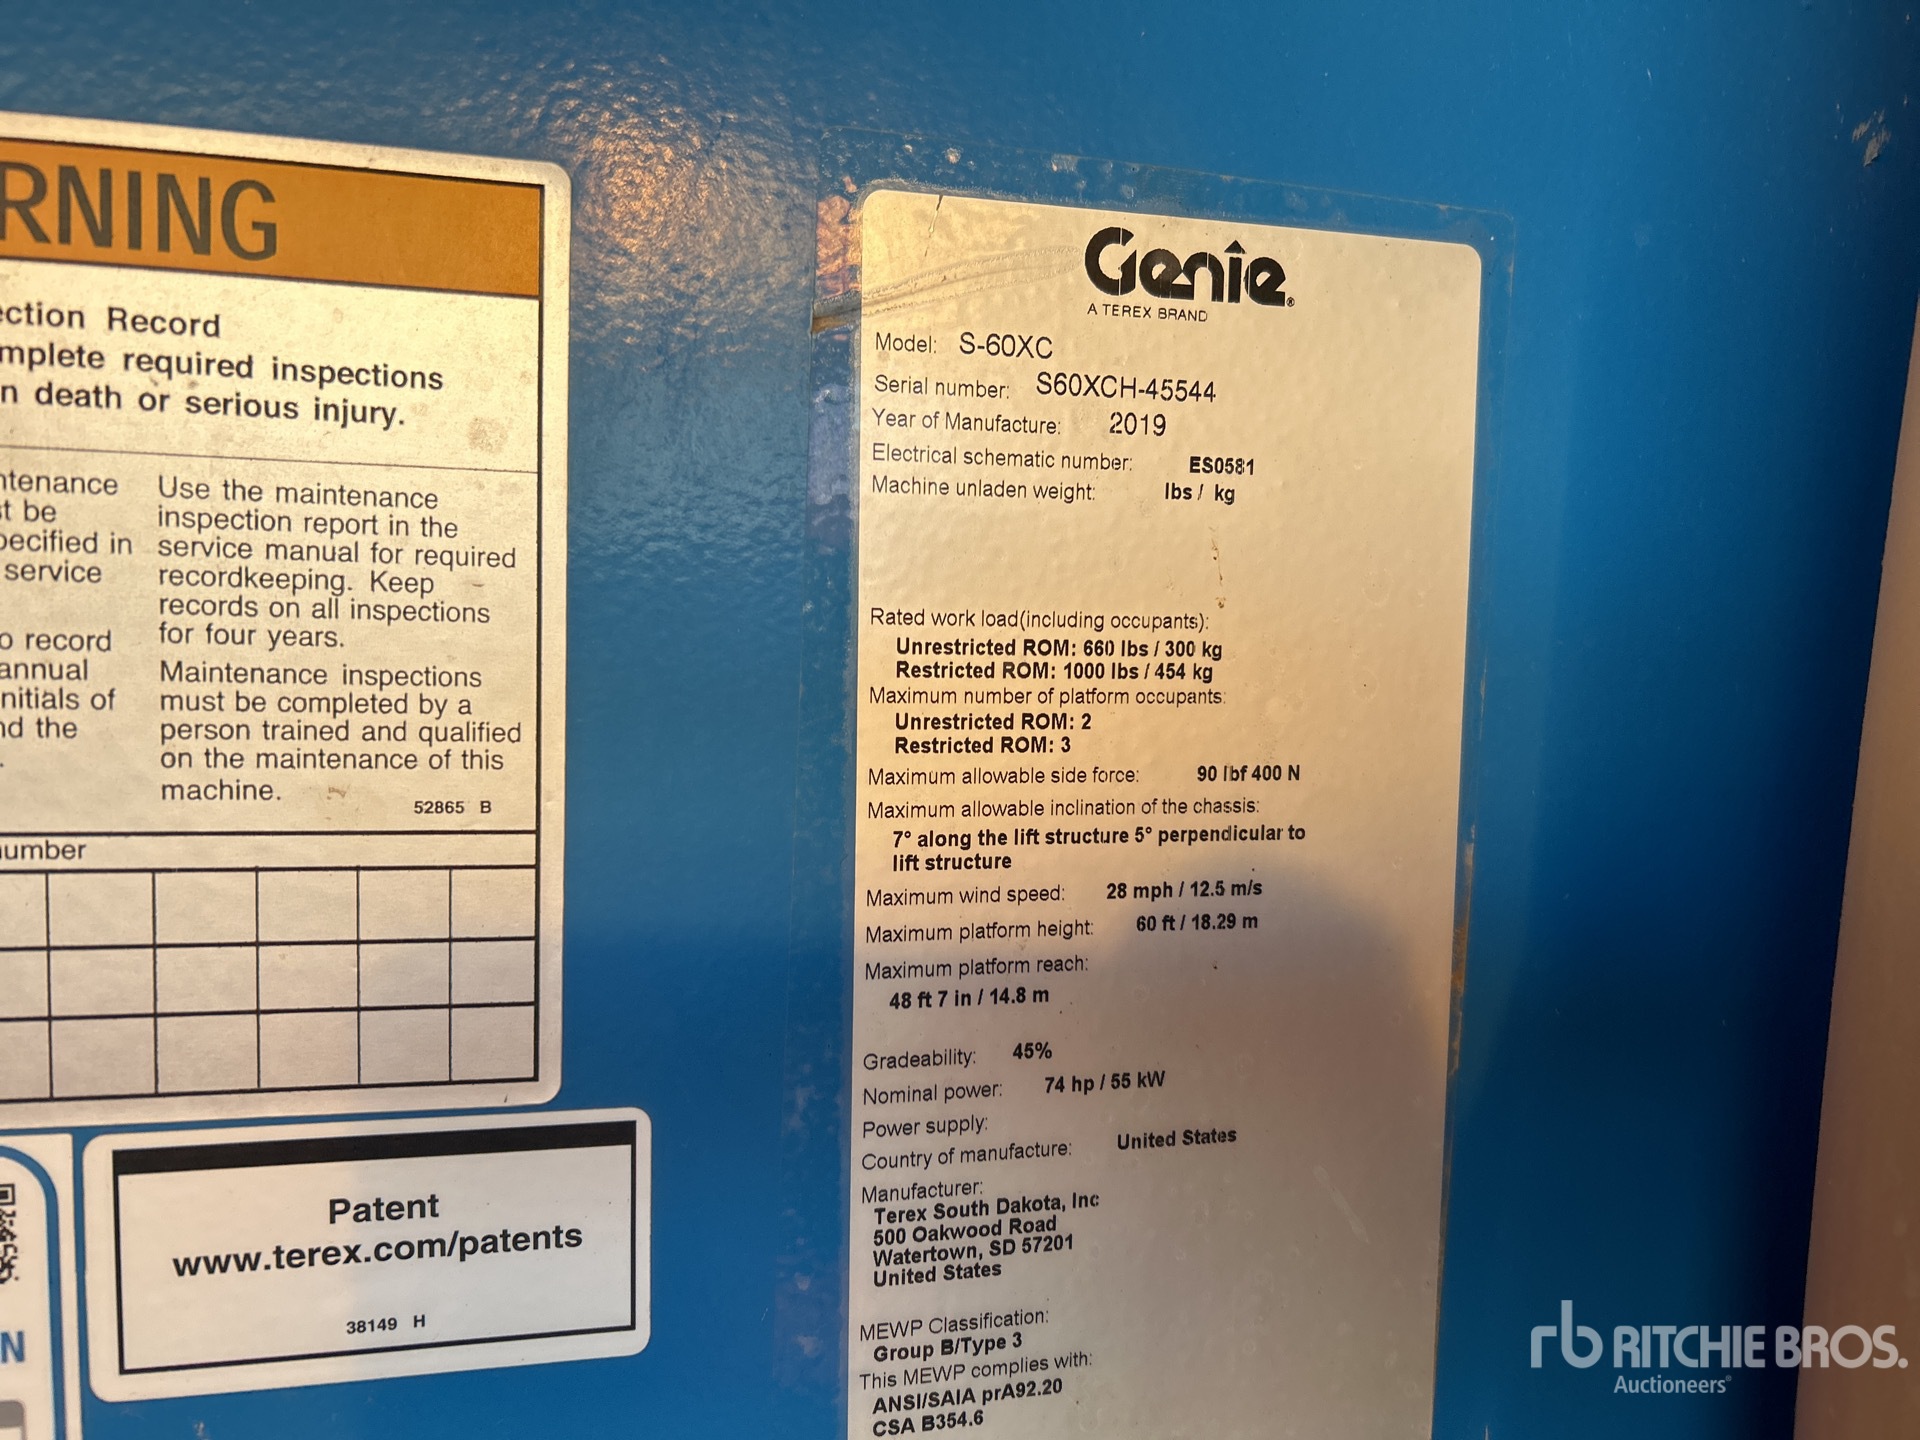 RNING
ction Record
mplete required inspections
n death or serious injury.
ntenance
st be
pecified in
service
o record
annual
nitials of
nd the
.
Use the maintenance
inspection report in the
service manual for required
recordkeeping. Keep
records on all inspections
for four years.
Maintenance inspections
must be completed by a
person trained and qualified
on the maintenance of this
machine.
52865 B
umber
Patent
www.terex.com/patents
38149 H
N
Genie®
A TEREX BRAND
Model: S-60XC
Serial number: S60XCH-45544
Year of Manufacture: 2019
Electrical schematic number: ES0581
Machine unladen weight: lbs / kg
Rated work load(including occupants):
Unrestricted ROM: 660 lbs / 300 kg
Restricted ROM: 1000 lbs / 454 kg
Maximum number of platform occupants:
Unrestricted ROM: 2
Restricted ROM: 3
Maximum allowable side force: 90 lbf 400 N
Maximum allowable inclination of the chassis:
7° along the lift structure 5° perpendicular to
lift structure
Maximum wind speed: 28 mph / 12.5 m/s
Maximum platform height: 60 ft / 18.29 m
Maximum platform reach:
48 ft 7 in / 14.8 m
Gradeability: 45%
Nominal power: 74 hp / 55 kW
Power supply:
Country of manufacture: United States
Manufacturer:
Terex South Dakota, Inc
500 Oakwood Road
Watertown, SD 57201
United States
MEWP Classification:
Group B/Type 3
This MEWP complies with:
ANSI/SAIA prA92.20
CSA B354.6
rb RITCHIE BROS.
Auctioneers®